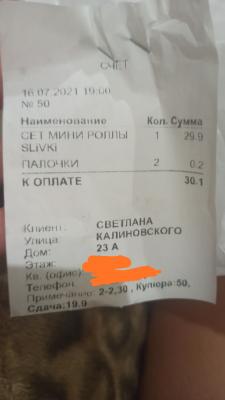 СЧЕТ
16.07.2021 19:00
№ 50
Наименование Кол. Сумма
СЕТ МИНИ РОЛЛЫ 1 29.9
SLiVKi
ПАЛОЧКИ 2 0.2
К ОПЛАТЕ 30.1
Клиент: СВЕТЛАНА
Улица: КАЛИНОВСКОГО
Дом: 23 А
Этаж:
Кв. (офис)
Телефон
Примечание: 2-2,30 , Купюра:50,
Сдача:19.9